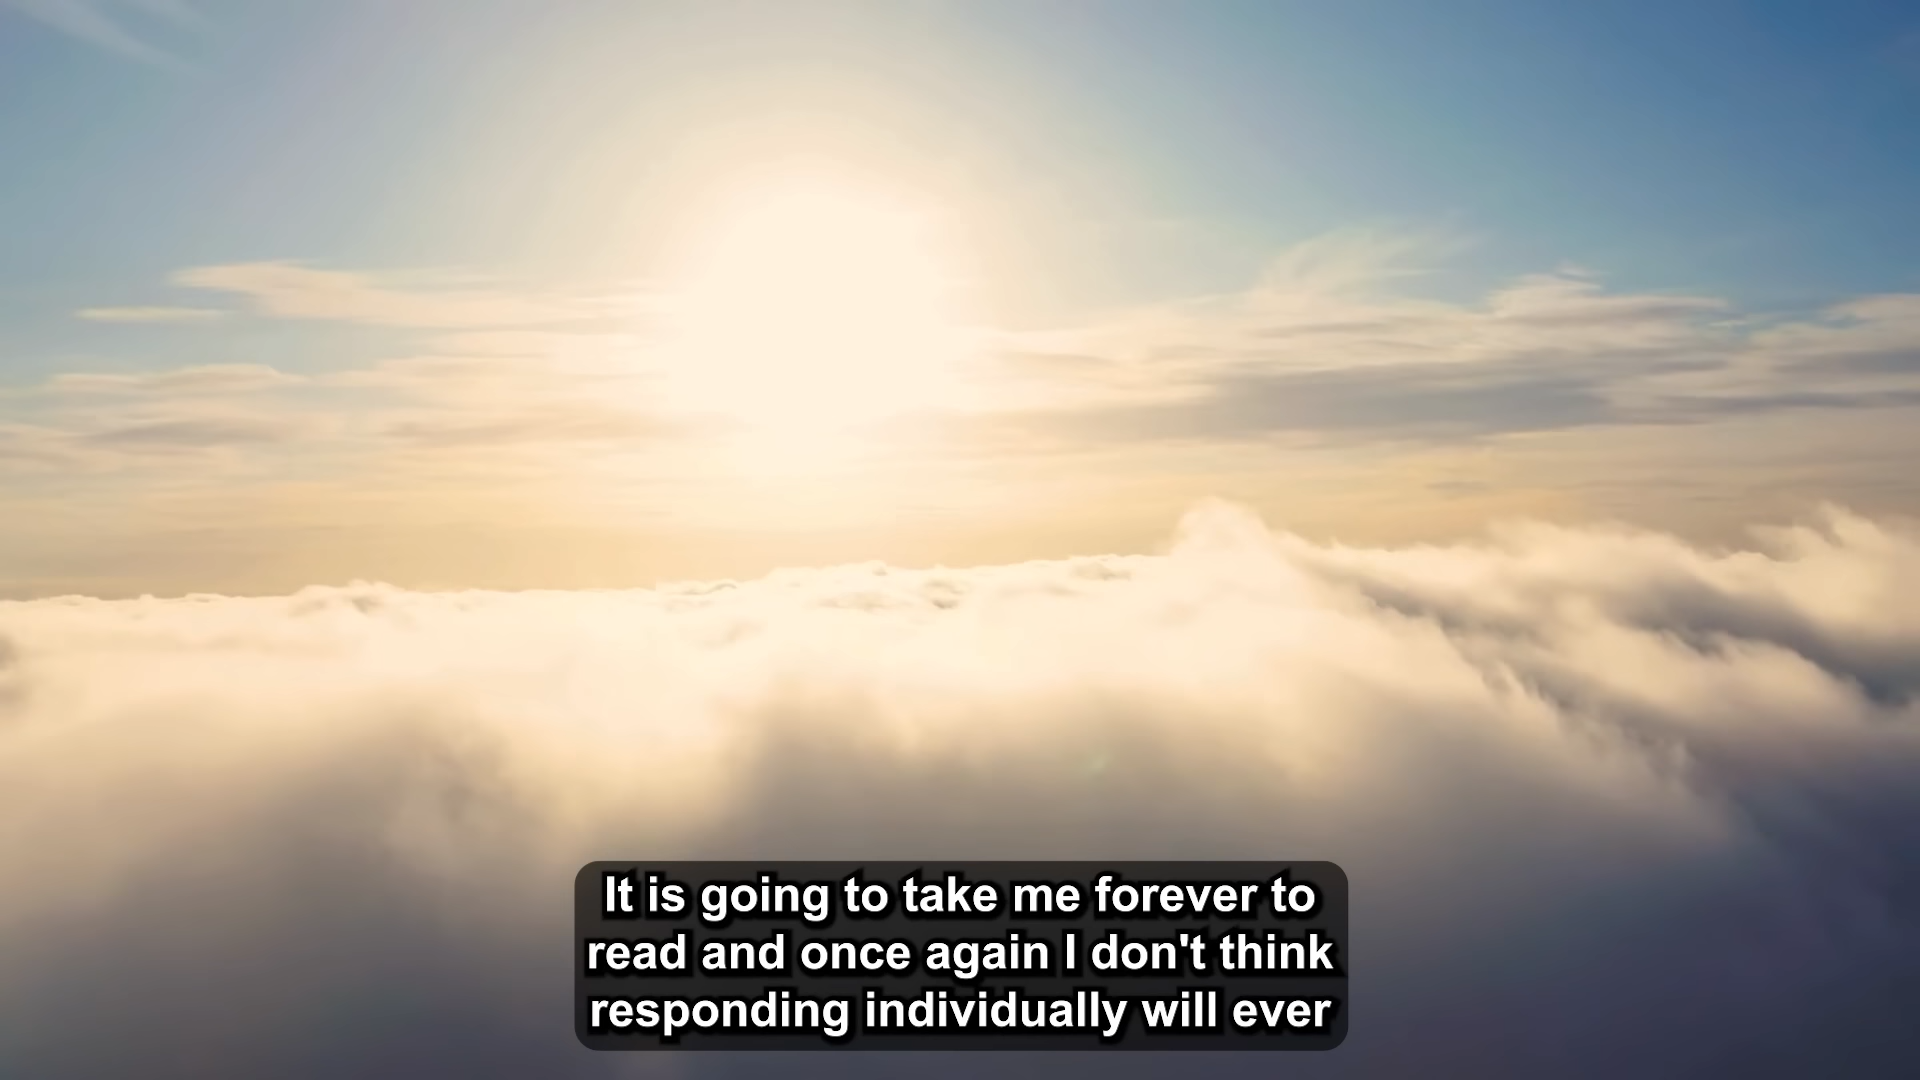 It is going to take me forever to
read and once again I don't think
responding individually will ever